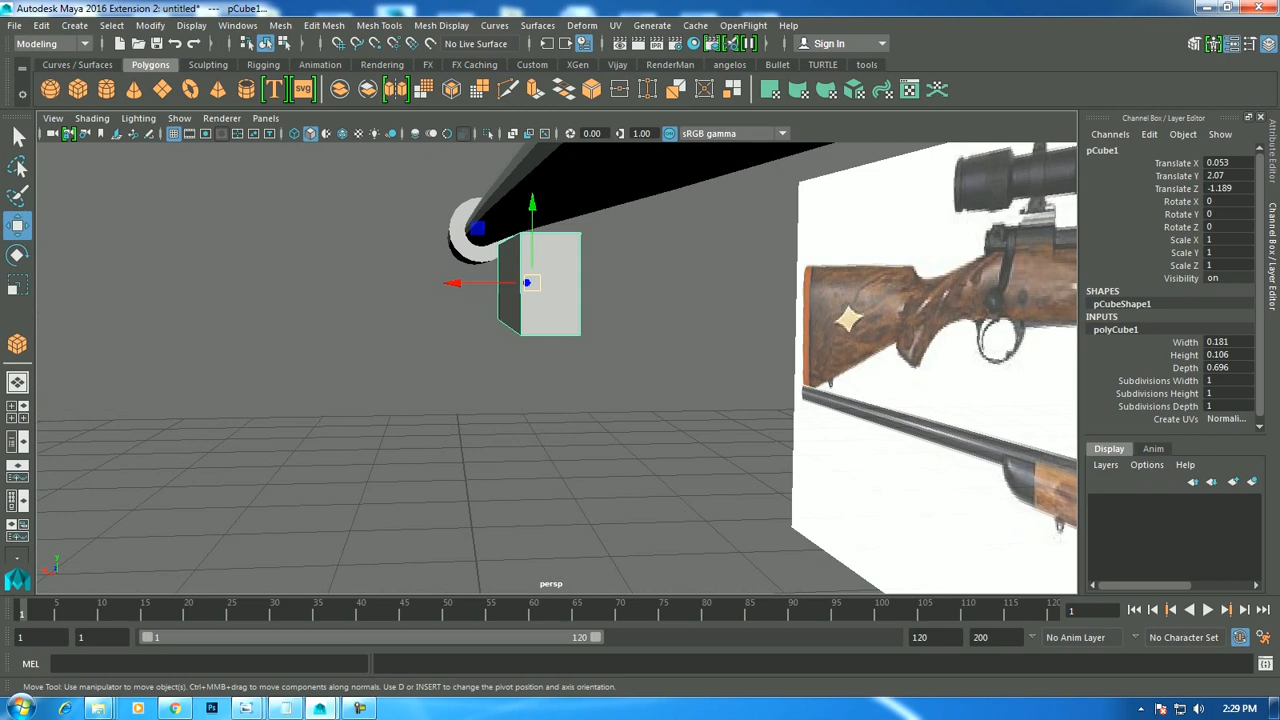 Autodesk Maya 2016 Extension 2: untitled*   ---   pCube1...
File Edit Create Select Modify Display Windows Mesh Edit Mesh Mesh Tools Mesh Display Curves Surfaces Deform UV Generate Cache OpenFlight Help
Modeling No Live Surface Sign In
Curves / Surfaces Polygons Sculpting Rigging Animation Rendering FX FX Caching Custom XGen Vijay RenderMan angelos Bullet TURTLE tools
T svg
View Shading Lighting Show Renderer Panels
0.00 1.00 sRGB gamma
Channel Box / Layer Editor
Channels Edit Object Show
pCube1
Translate X 0.053
Translate Y 2.07
Translate Z -1.189
Rotate X 0
Rotate Y 0
Rotate Z 0
Scale X 1
Scale Y 1
Scale Z 1
Visibility on
SHAPES
pCubeShape1
INPUTS
polyCube1
Width 0.181
Height 0.106
Depth 0.696
Subdivisions Width 1
Subdivisions Height 1
Subdivisions Depth 1
Create UVs Normali...
Display Anim
Layers Options Help
Attribute Editor
Channel Box / Layer Editor
persp
y
1 5 10 15 20 25 30 35 40 45 50 55 60 65 70 75 80 85 90 95 100 105 110 115 120 1
1 1 1 120 120 200 No Anim Layer No Character Set
MEL
Move Tool: Use manipulator to move object(s). Ctrl+MMB+drag to move components along normals. Use D or INSERT to change the pivot position and axis orientation.
Ps 2:29 PM